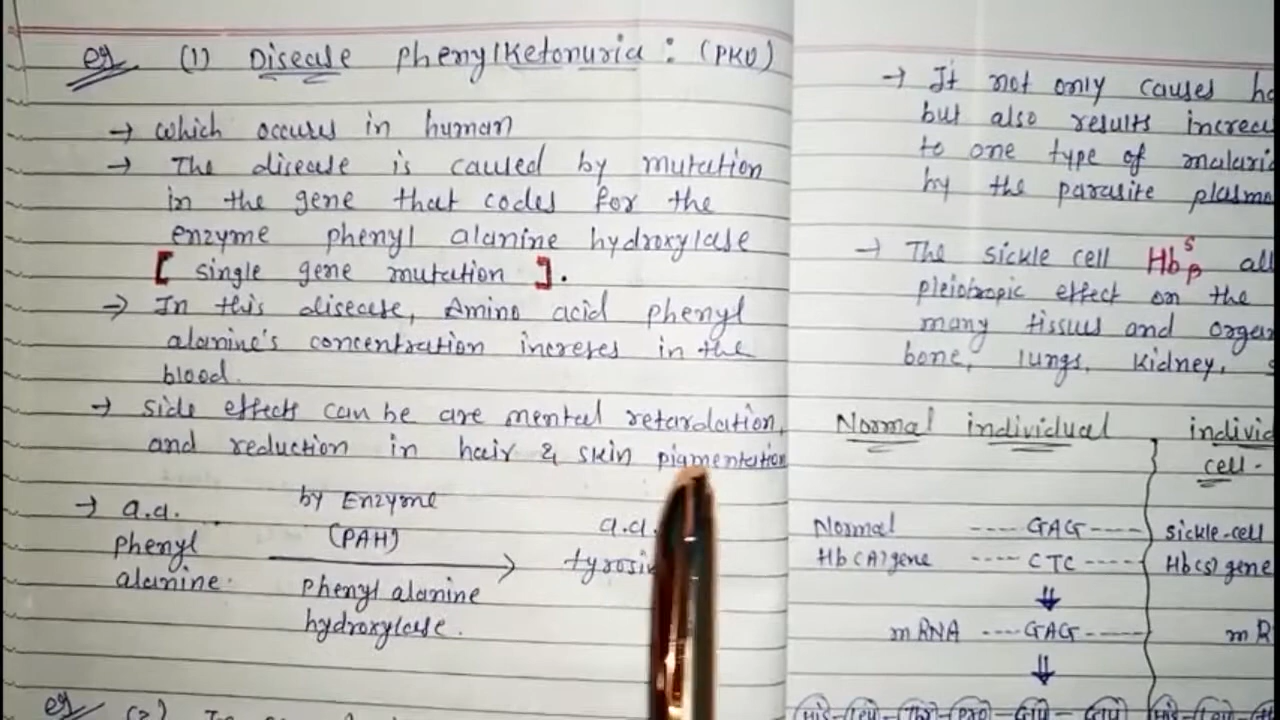 eg (1) Disease Phenylketonuria : (PKU)
→ which occurs in human
→ The disease is caused by mutation
in the gene that codes for the
enzyme phenyl alanine hydroxylase
[ single gene mutation ].
→ In this disease, Amino acid phenyl
alanine's concentration increses in the
blood.
→ side effects can be are mental retardation,
and reduction in hair & skin pigmentation
→ a.a. by Enzyme a.a.
Phenyl (PAH)
alanine. Phenyl alanine
hydroxylase.
eg (2)
→ It not only causes
but also results
to one type of
by the parasite
→ The sickle cell Hb S β
pleiotropic effect on the
many tissues and
bone, lungs, kidney,
Normal individual
cell-
Normal ---- GAG ---- sickle-cell
Hb(A)gene ---- CTC ---- Hb(s) gene
⇓
mRNA ---- GAG ----
⇓